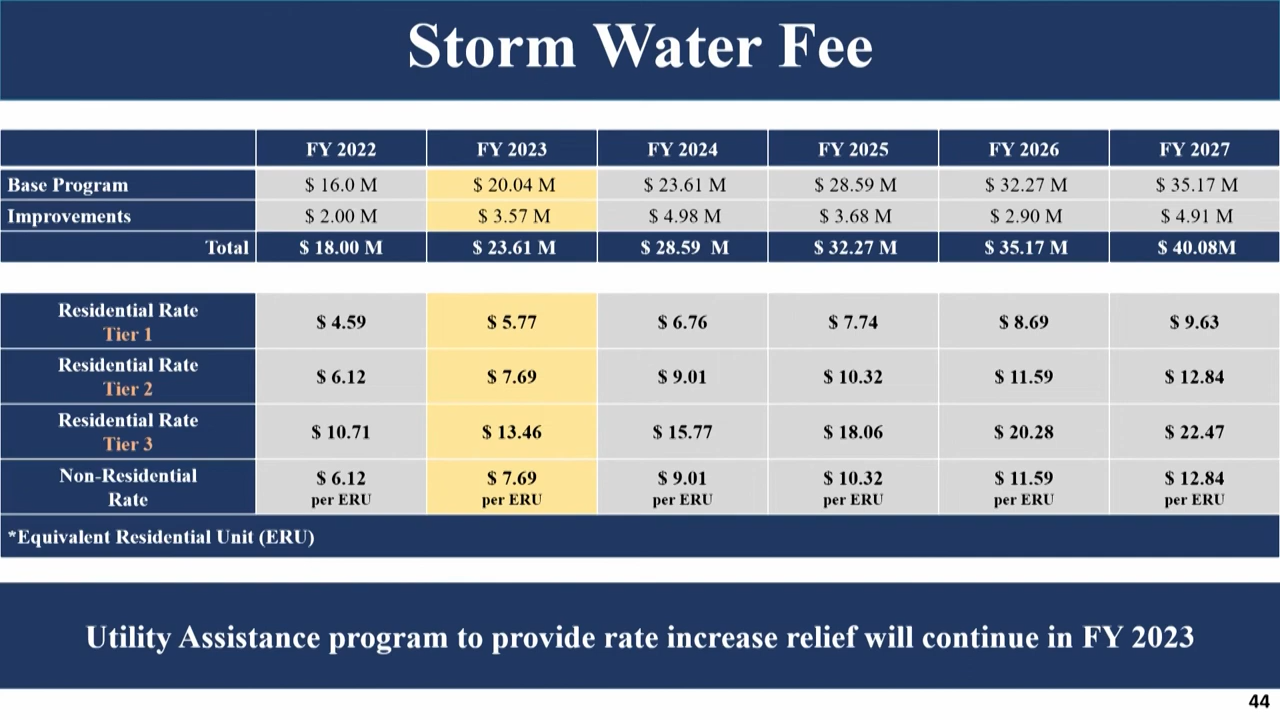 Storm Water Fee
FY 2022 FY 2023 FY 2024 FY 2025 FY 2026 FY 2027
Base Program $ 16.0 M $ 20.04 M $ 23.61 M $ 28.59 M $ 32.27 M $ 35.17 M
Improvements $ 2.00 M $ 3.57 M $ 4.98 M $ 3.68 M $ 2.90 M $ 4.91 M
Total $ 18.00 M $ 23.61 M $ 28.59 M $ 32.27 M $ 35.17 M $ 40.08M
Residential Rate
Tier 1 $ 4.59 $ 5.77 $ 6.76 $ 7.74 $ 8.69 $ 9.63
Residential Rate
Tier 2 $ 6.12 $ 7.69 $ 9.01 $ 10.32 $ 11.59 $ 12.84
Residential Rate
Tier 3 $ 10.71 $ 13.46 $ 15.77 $ 18.06 $ 20.28 $ 22.47
Non-Residential $ 6.12 $ 7.69 $ 9.01 $ 10.32 $ 11.59 $ 12.84
Rate per ERU per ERU per ERU per ERU per ERU per ERU
*Equivalent Residential Unit (ERU)
Utility Assistance program to provide rate increase relief will continue in FY 2023
44